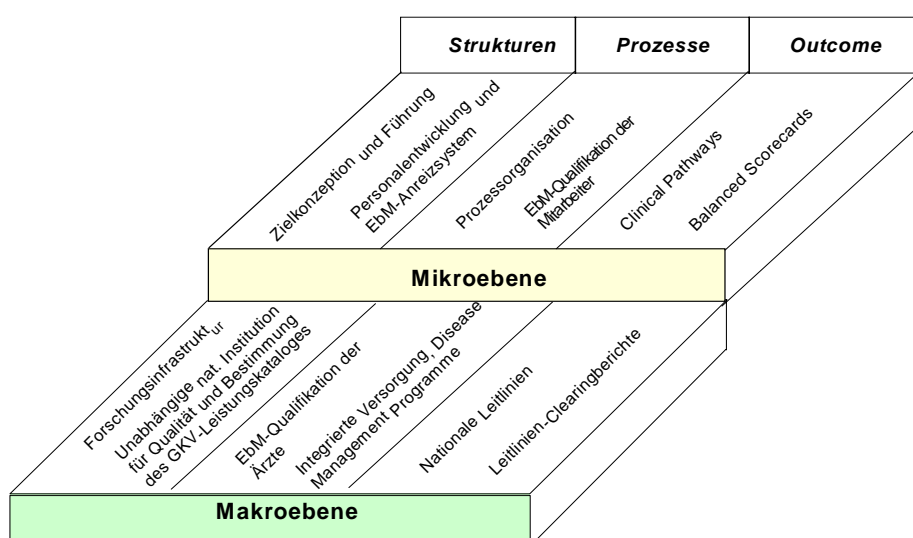 Strukturen
Prozesse
Outcome
Zielkonzeption und Führung
Personalentwicklung und
EbM-Anreizsystem
Prozessorganisation
EbM-Qualifikation der
Mitarbeiter
Clinical Pathways
Balanced Scorecards
Mikroebene
Forschungsinfrastruktur
Unabhängige nat. Institution
für Qualität und Bestimmung
des GKV-Leistungskataloges
EbM-Qualifikation der
Ärzte
Integrierte Versorgung, Disease
Management Programme
Nationale Leitlinien
Leitlinien-Clearingberichte
Makroebene